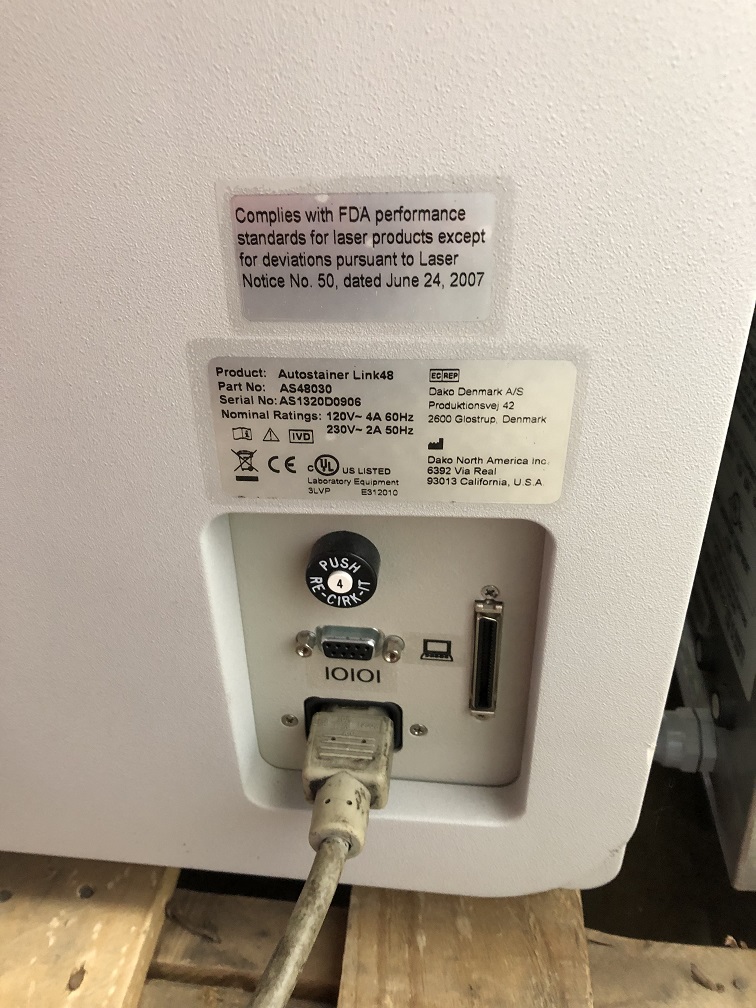 Complies with FDA performance
standards for laser products except
for deviations pursuant to Laser
Notice No. 50, dated June 24, 2007
Product: Autostainer Link48
Part No: AS48030
Serial No: AS1320D0906
Nominal Ratings: 120V~ 4A 60Hz
230V~ 2A 50Hz
IVD
CE
c UL US LISTED
Laboratory Equipment
3LVP E312010
EC REP
Dako Denmark A/S
Produktionsvej 42
2600 Glostrup, Denmark
Dako North America Inc.
6392 Via Real
93013 California, U.S.A.
PUSH
4
RE-CIRK-IT
IOIOI